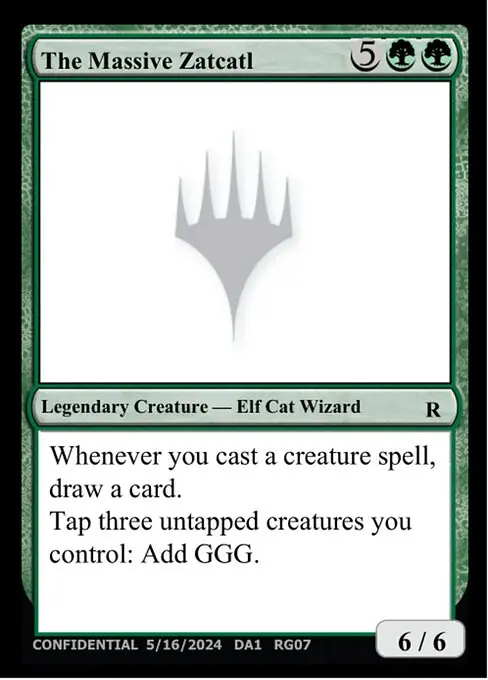 The Massive Zatcatl 5
Legendary Creature — Elf Cat Wizard R
Whenever you cast a creature spell,
draw a card.
Tap three untapped creatures you
control: Add GGG.
6 / 6
CONFIDENTIAL 5/16/2024 DA1 RG07